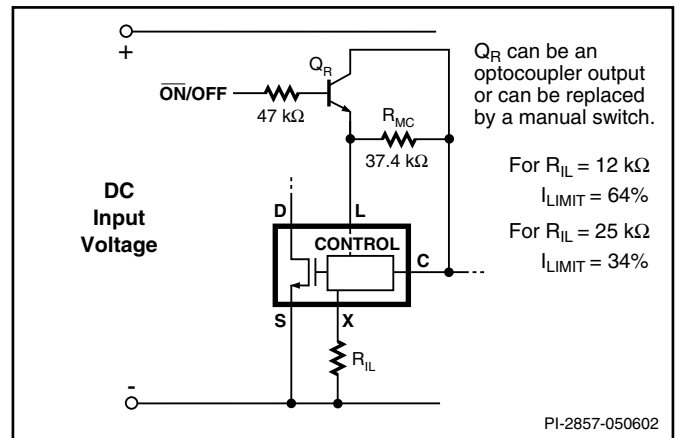 +
Q_R
ON/OFF
47 kΩ
R_MC
37.4 kΩ
Q_R can be an
optocoupler output
or can be replaced
by a manual switch.
For R_IL = 12 kΩ
I_LIMIT = 64%
For R_IL = 25 kΩ
I_LIMIT = 34%
DC
Input
Voltage
D
L
CONTROL
C
S
X
R_IL
-
PI-2857-050602